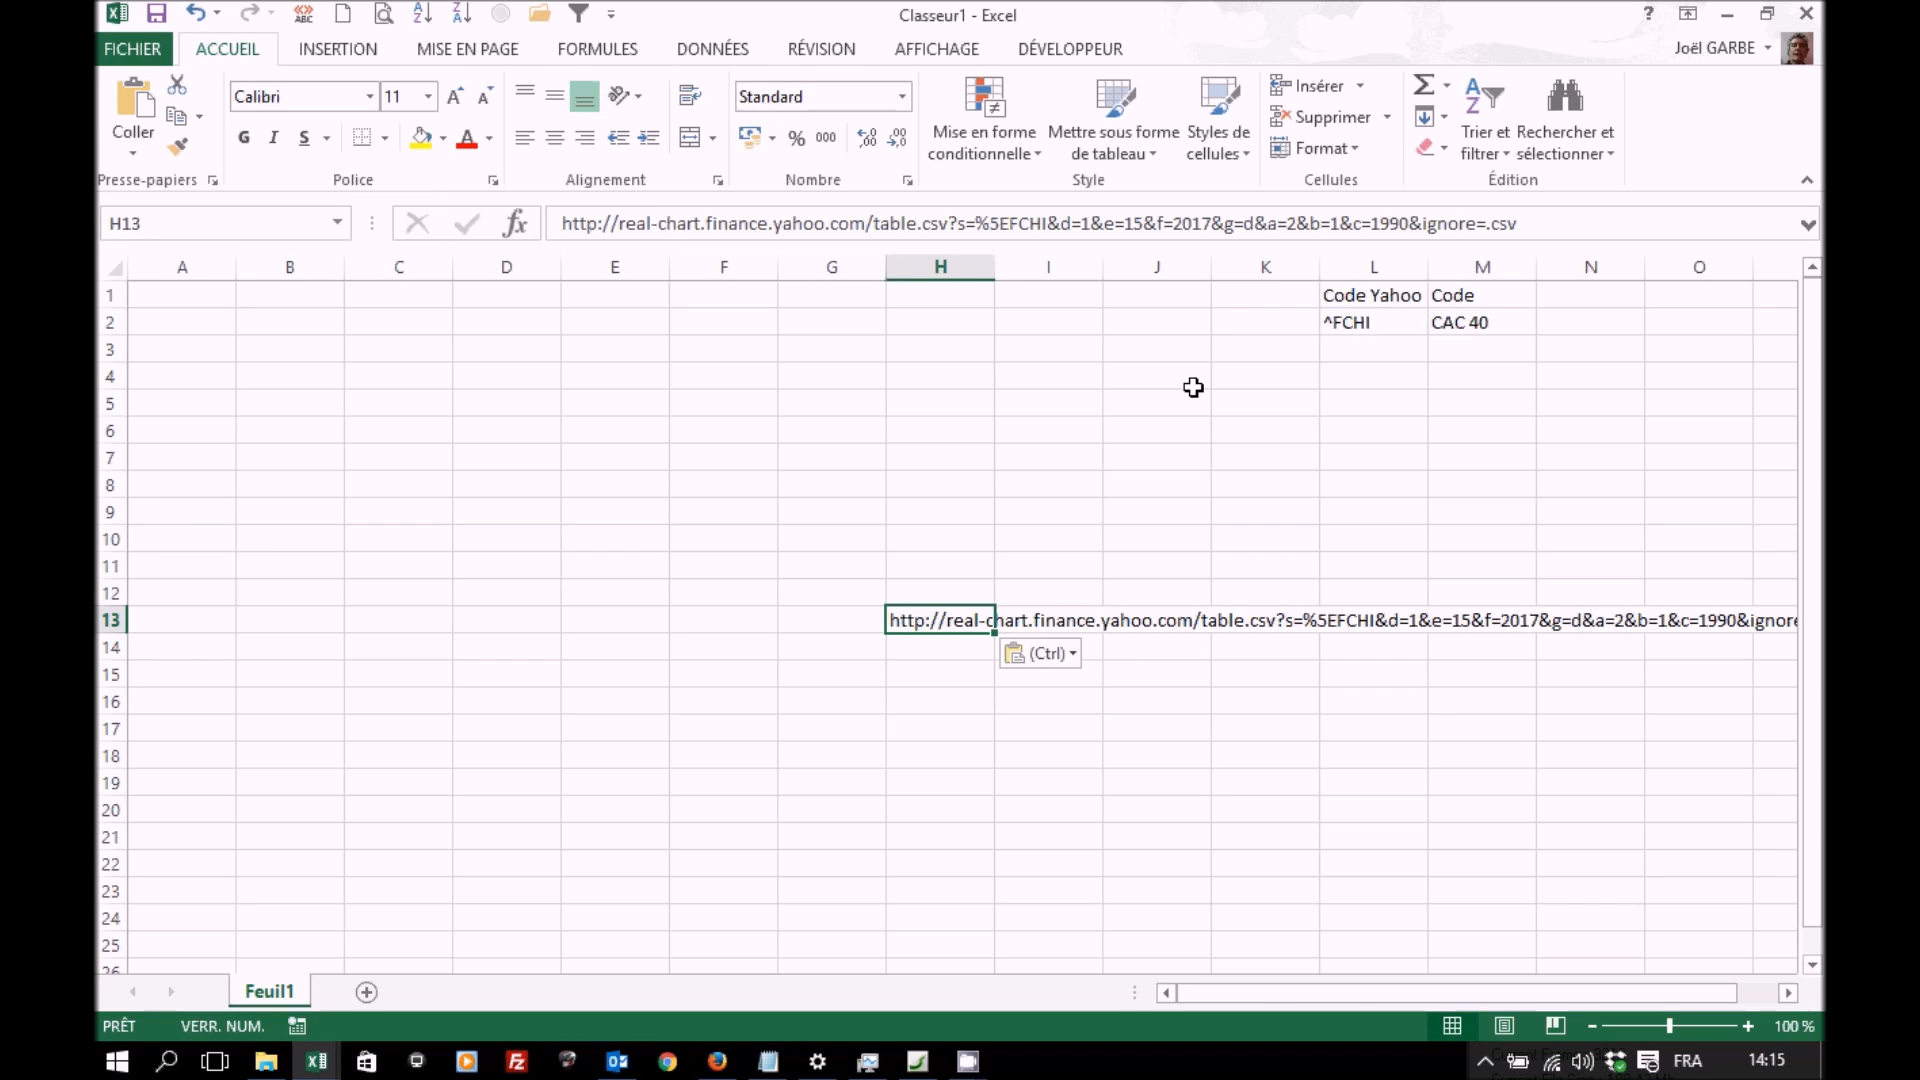 Classeur1 - Excel
?
FICHIER ACCUEIL INSERTION MISE EN PAGE FORMULES DONNÉES RÉVISION AFFICHAGE DÉVELOPPEUR Joël GARBE
Coller
Calibri 11
G I S
Standard
% 000
Mise en forme conditionnelle
Mettre sous forme de tableau
Styles de cellules
Insérer
Supprimer
Format
Trier et filtrer
Rechercher et sélectionner
Presse-papiers Police Alignement Nombre Style Cellules Édition
H13 fx http://real-chart.finance.yahoo.com/table.csv?s=%5EFCHI&d=1&e=15&f=2017&g=d&a=2&b=1&c=1990&ignore=.csv
A B C D E F G H I J K L M N O
1 Code Yahoo Code
2 ^FCHI CAC 40
3
4
5
6
7
8
9
10
11
12
13 http://real-chart.finance.yahoo.com/table.csv?s=%5EFCHI&d=1&e=15&f=2017&g=d&a=2&b=1&c=1990&ignore
14 (Ctrl)
15
16
17
18
19
20
21
22
23
24
25
26
Feuil1
PRÊT VERR. NUM. 100 %
FRA 14:15